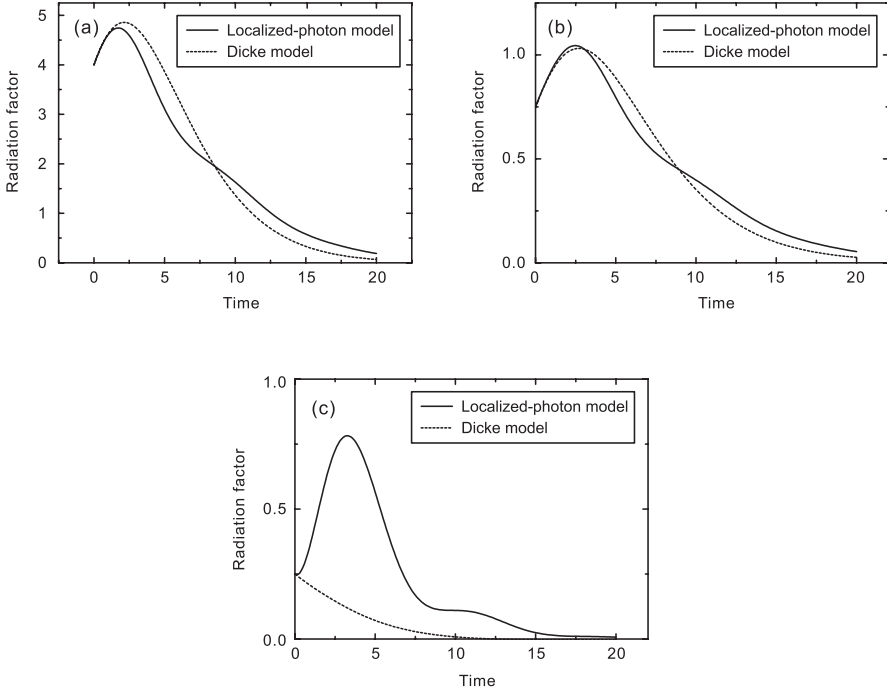 (a)
Localized-photon model
Dicke model
Radiation factor
5
4
3
2
1
0
0
5
10
15
20
Time
(b)
Localized-photon model
Dicke model
Radiation factor
1.0
0.5
0.0
0
5
10
15
20
Time
(c)
Localized-photon model
Dicke model
Radiation factor
1.0
0.5
0.0
0
5
10
15
20
Time